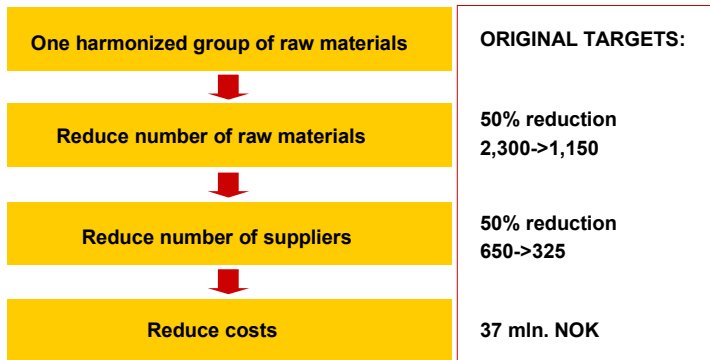 One harmonized group of raw materials
ORIGINAL TARGETS:
Reduce number of raw materials
50% reduction
2,300->1,150
Reduce number of suppliers
50% reduction
650->325
Reduce costs
37 mln. NOK